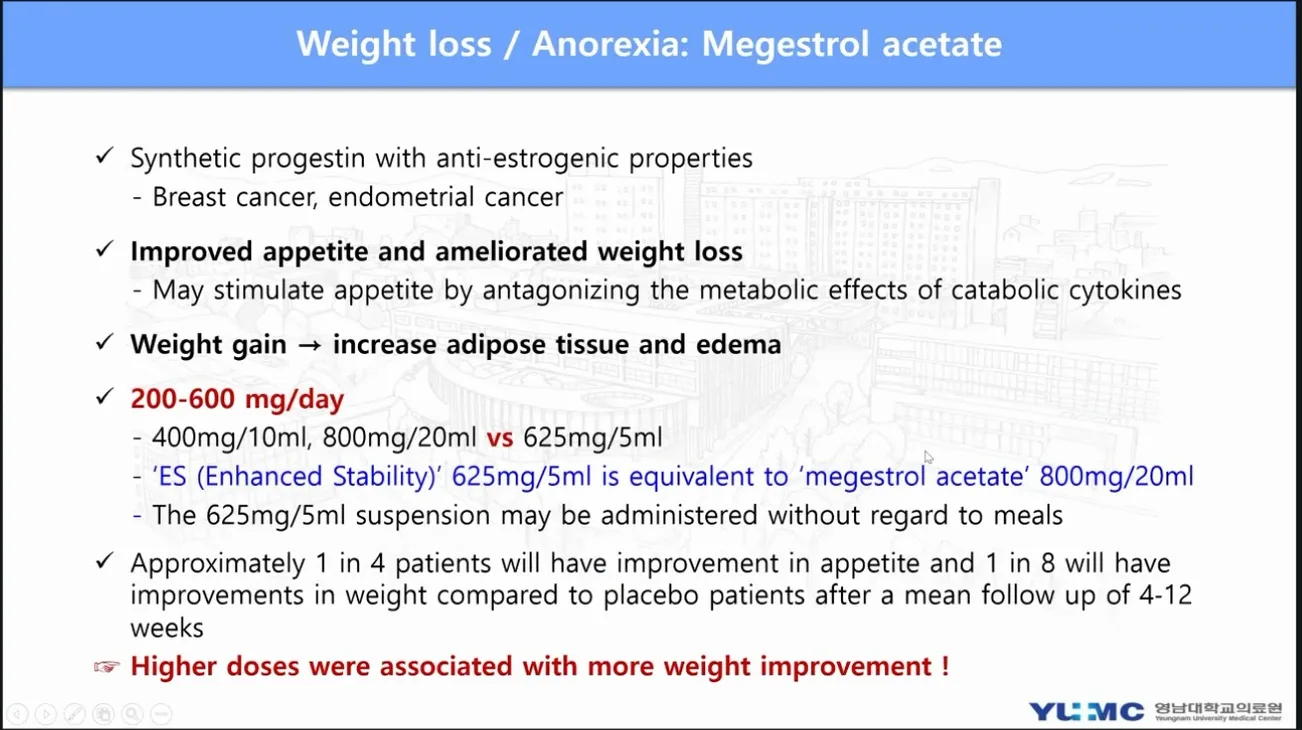 Weight loss / Anorexia: Megestrol acetate
✓ Synthetic progestin with anti-estrogenic properties
- Breast cancer, endometrial cancer
✓ Improved appetite and ameliorated weight loss
- May stimulate appetite by antagonizing the metabolic effects of catabolic cytokines
✓ Weight gain → increase adipose tissue and edema
✓ 200-600 mg/day
- 400mg/10ml, 800mg/20ml vs 625mg/5ml
- ‘ES (Enhanced Stability)’ 625mg/5ml is equivalent to ‘megestrol acetate’ 800mg/20ml
- The 625mg/5ml suspension may be administered without regard to meals
✓ Approximately 1 in 4 patients will have improvement in appetite and 1 in 8 will have
improvements in weight compared to placebo patients after a mean follow up of 4-12
weeks
☞ Higher doses were associated with more weight improvement !
YUMC 영남대학교의료원
Yeungnam University Medical Center